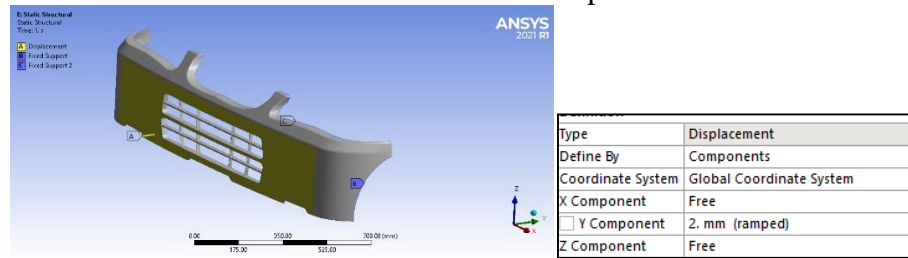 E: Static Structural
Static Structural
Time: 1. s
A Displacement
B Fixed Support
C Fixed Support 2
ANSYS
2021 R1
A
C
B
Z
Y
X
0.00
350.00
700.00 (mm)
175.00
525.00
Type Displacement
Define By Components
Coordinate System Global Coordinate System
X Component Free
Y Component 2. mm (ramped)
Z Component Free